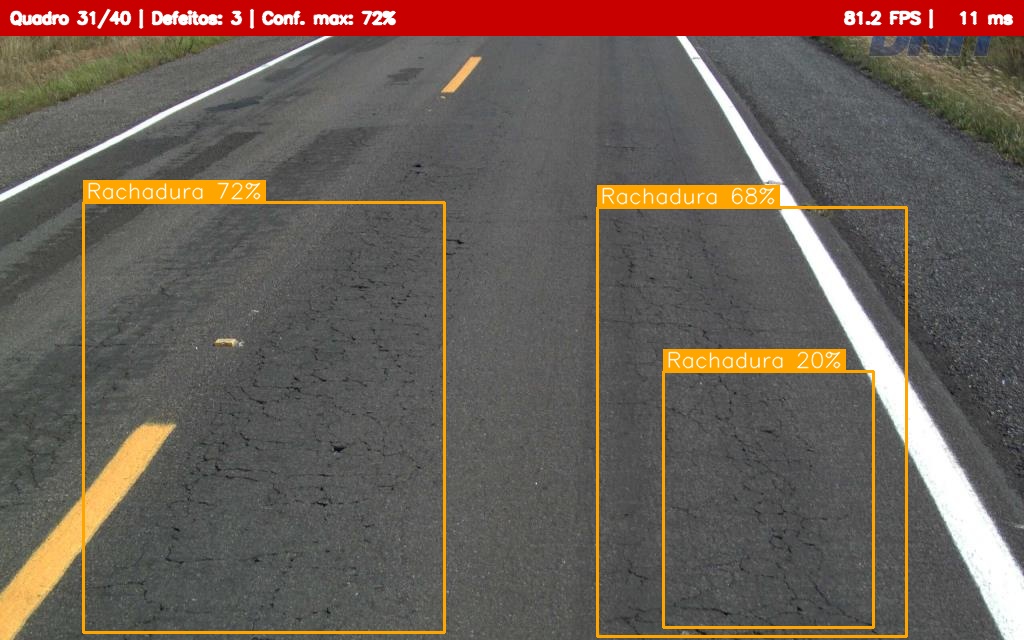 Quadro 31/40 | Defeitos: 3 | Conf. max: 72%
81.2 FPS | 11 ms
Rachadura 72%
Rachadura 68%
Rachadura 20%